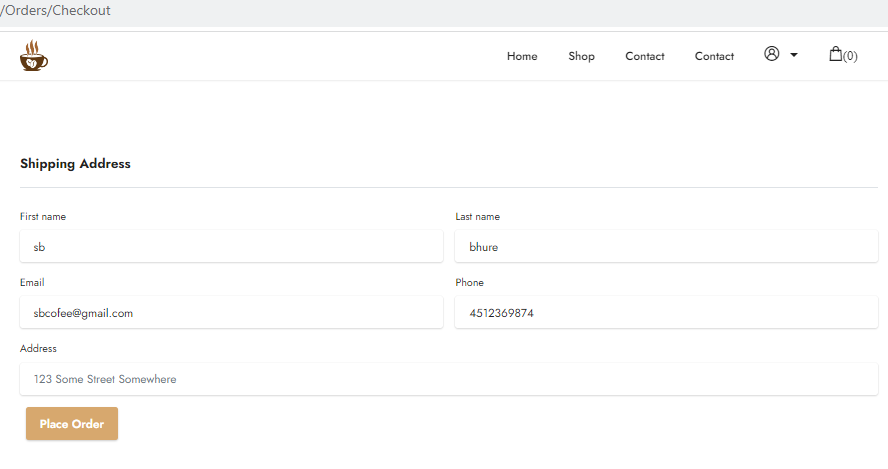 /Orders/Checkout
Home Shop Contact Contact (0)
Shipping Address
First name Last name
sb bhure
Email Phone
sbcofee@gmail.com 4512369874
Address
123 Some Street Somewhere
Place Order